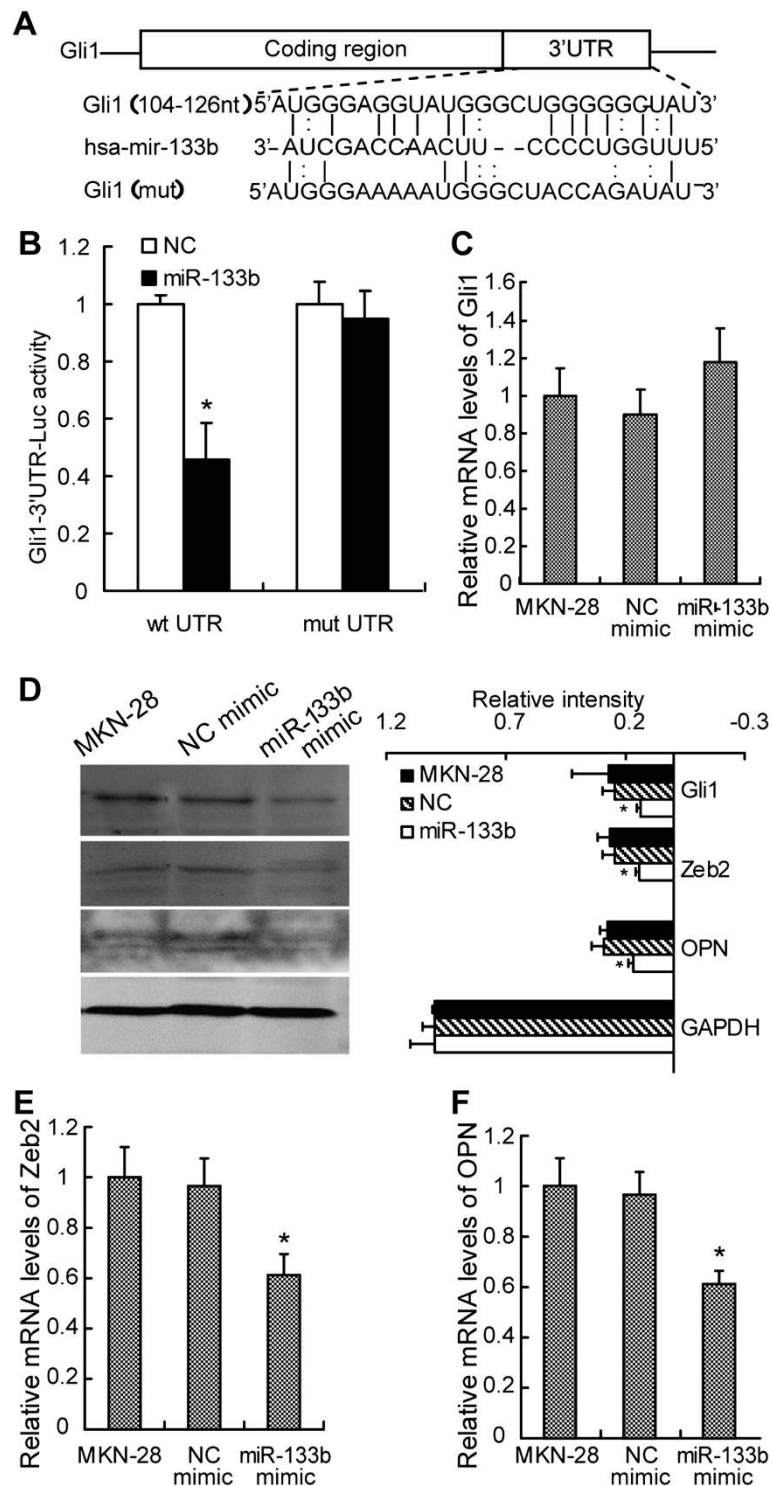 A
Gli1 Coding region 3'UTR
Gli1 (104-126nt) 5'AUGGGAGGUAUGGGCUGGGGGCUAU3'
hsa-mir-133b 3'-AUCGACCAACUU--CCCCUGGUUU5'
Gli1 (mut) 5'AUGGGAAAAAUGGGCUACCAGAUAU-3'
B
NC
miR-133b
Gli1-3'UTR-Luc activity
1.2
1
0.8
0.6
0.4
0.2
0
*
wt UTR mut UTR
C
Relative mRNA levels of Gli1
1.6
1.4
1.2
1
0.8
0.6
0.4
0.2
0
MKN-28 NC mimic miR-133b mimic
D
MKN-28 NC mimic miR-133b mimic
Relative intensity
1.2 0.7 0.2 -0.3
MKN-28
NC
miR-133b
* Gli1
* Zeb2
* OPN
GAPDH
E
Relative mRNA levels of Zeb2
1.2
1
0.8
0.6
0.4
0.2
0
*
MKN-28 NC mimic miR-133b mimic
F
Relative mRNA levels of OPN
1.2
1
0.8
0.6
0.4
0.2
0
*
MKN-28 NC mimic miR-133b mimic